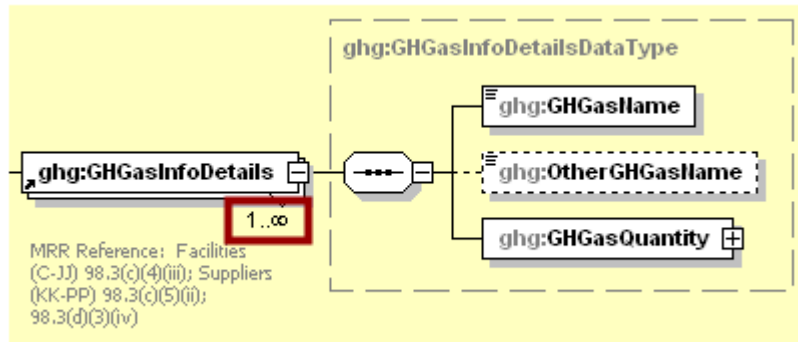 ghg:GHGasInfoDetailsDataType
ghg:GHGasName
ghg:GHGasInfoDetails
ghg:OtherGHGasName
1..∞
ghg:GHGasQuantity
MRR Reference:  Facilities
(C-JJ) 98.3(c)(4)(iii); Suppliers
(KK-PP) 98.3(c)(5)(ii);
98.3(d)(3)(iv)